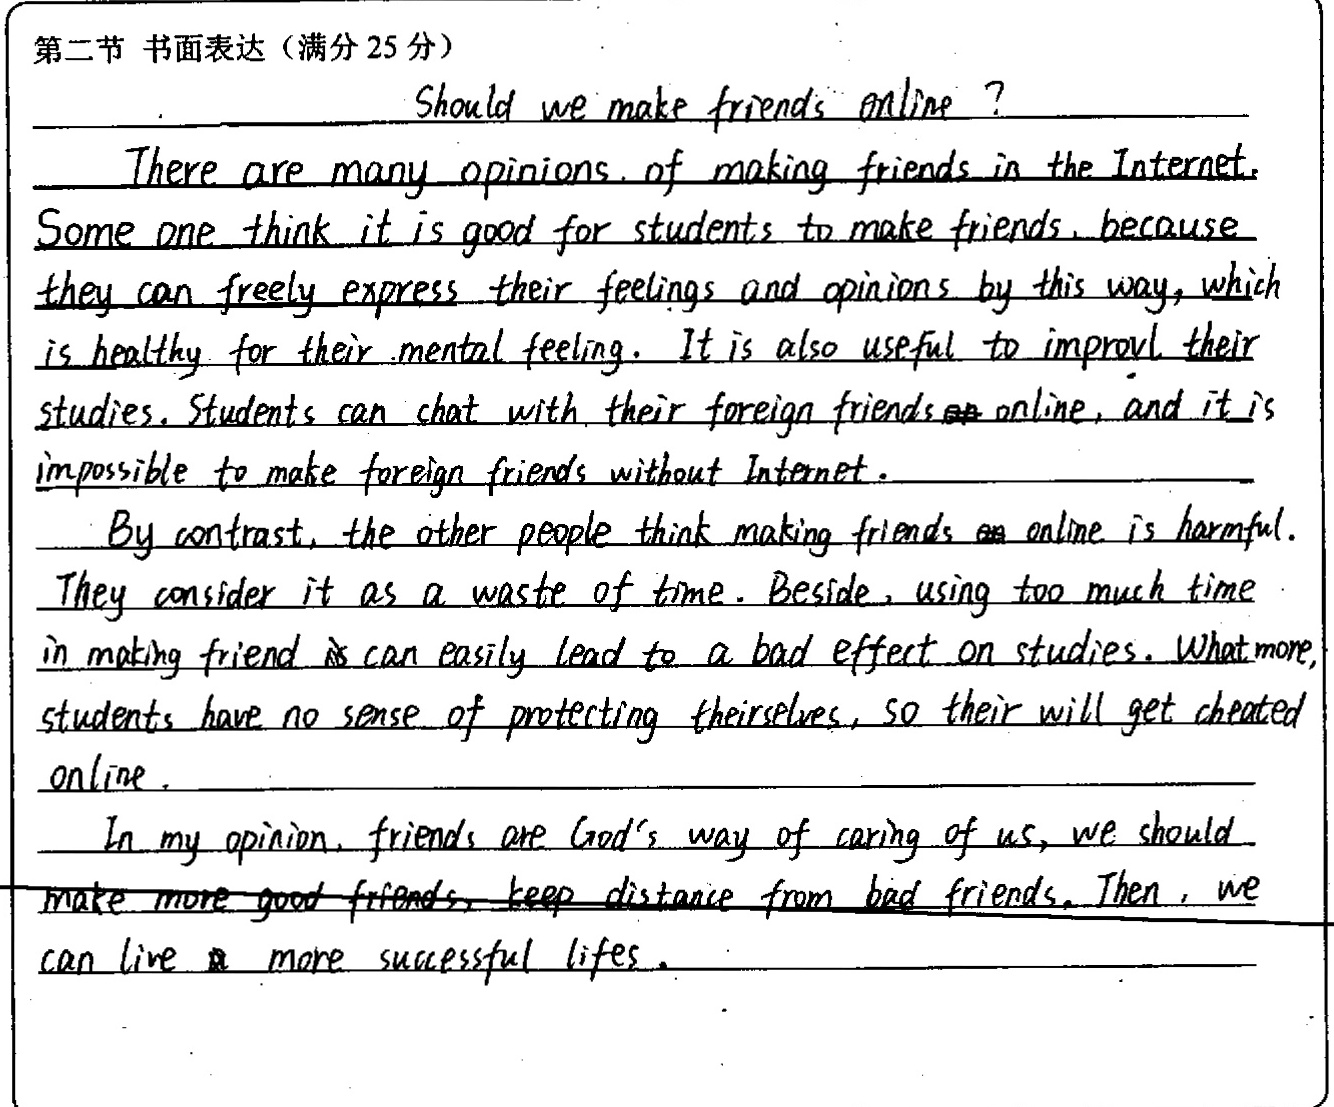 第二节 书面表达（满分 25 分）
Should we make friends online ?
There are many opinions. of making friends in the Internet.
Some one think it is good for students to make friends, because
they can freely express their feelings and opinions by this way, which
is healthy for their mental feeling. It is also useful to improvl their
studies. Students can chat with their foreign friends online, and it is
impossible to make foreign friends without Internet.
By contrast, the other people think making friends online is harmful.
They consider it as a waste of time. Beside, using too much time
in making friend can easily lead to a bad effect on studies. What more,
students have no sense of protecting theirselves, so their will get cheated
online.
In my opinion, friends are God's way of caring of us, we should
make more good friends, keep distance from bad friends. Then, we
can live more successful lifes.